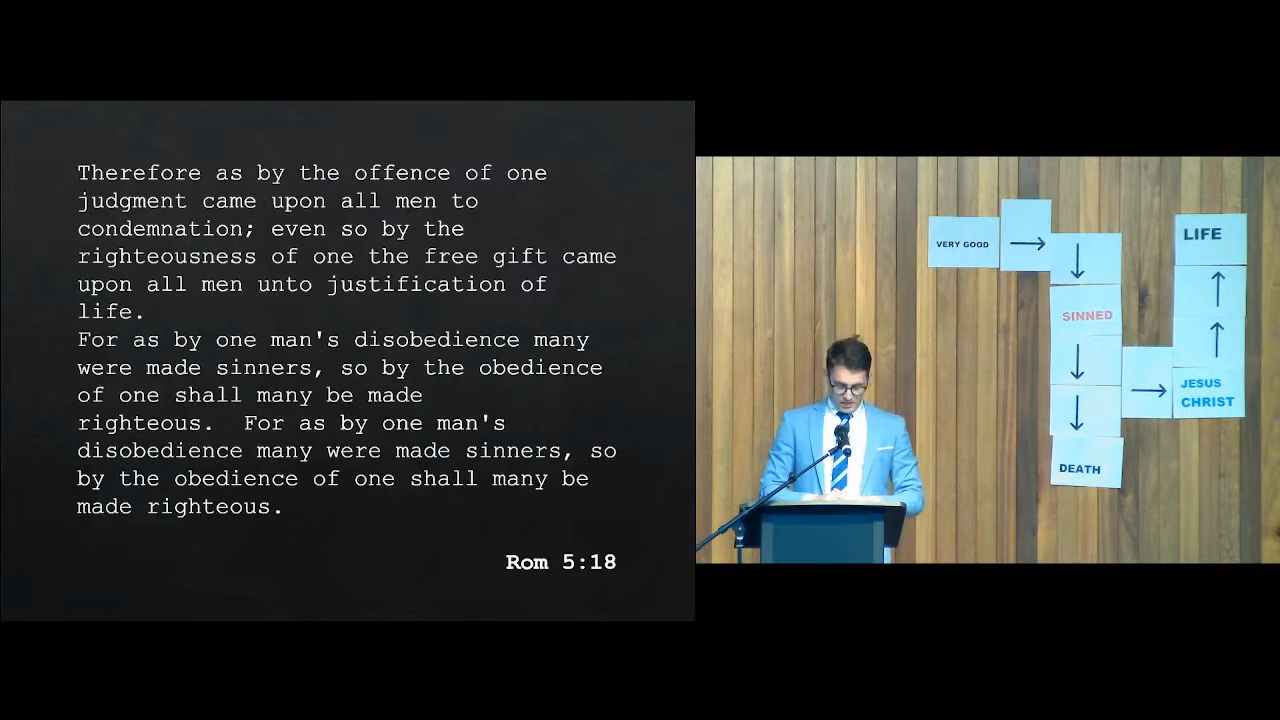 Therefore as by the offence of one
judgment came upon all men to
condemnation; even so by the
righteousness of one the free gift came
upon all men unto justification of
life.
For as by one man's disobedience many
were made sinners, so by the obedience
of one shall many be made
righteous.  For as by one man's
disobedience many were made sinners, so
by the obedience of one shall many be
made righteous.
Rom 5:18
VERY GOOD
SINNED
DEATH
LIFE
JESUS
CHRIST